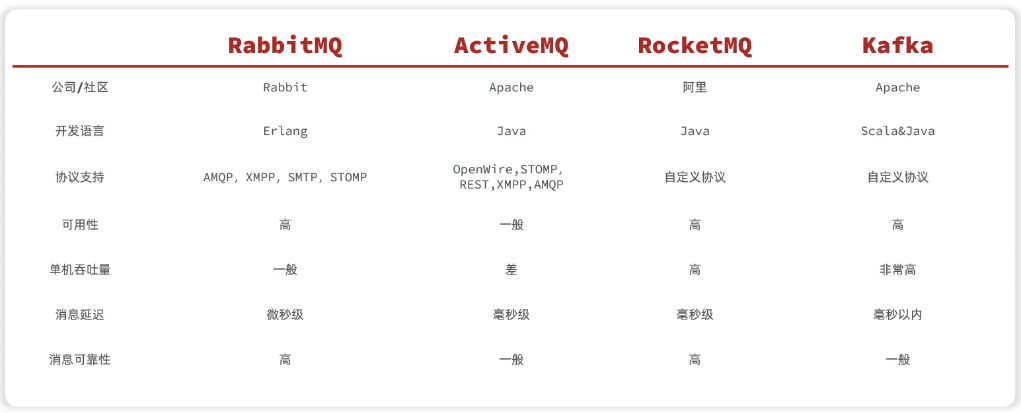 RabbitMQ ActiveMQ RocketMQ Kafka
公司/社区 Rabbit Apache 阿里 Apache
开发语言 Erlang Java Java Scala&Java
协议支持 AMQP, XMPP, SMTP, STOMP OpenWire,STOMP, REST,XMPP,AMQP 自定义协议 自定义协议
可用性 高 一般 高 高
单机吞吐量 一般 差 高 非常高
消息延迟 微秒级 毫秒级 毫秒级 毫秒以内
消息可靠性 高 一般 高 一般